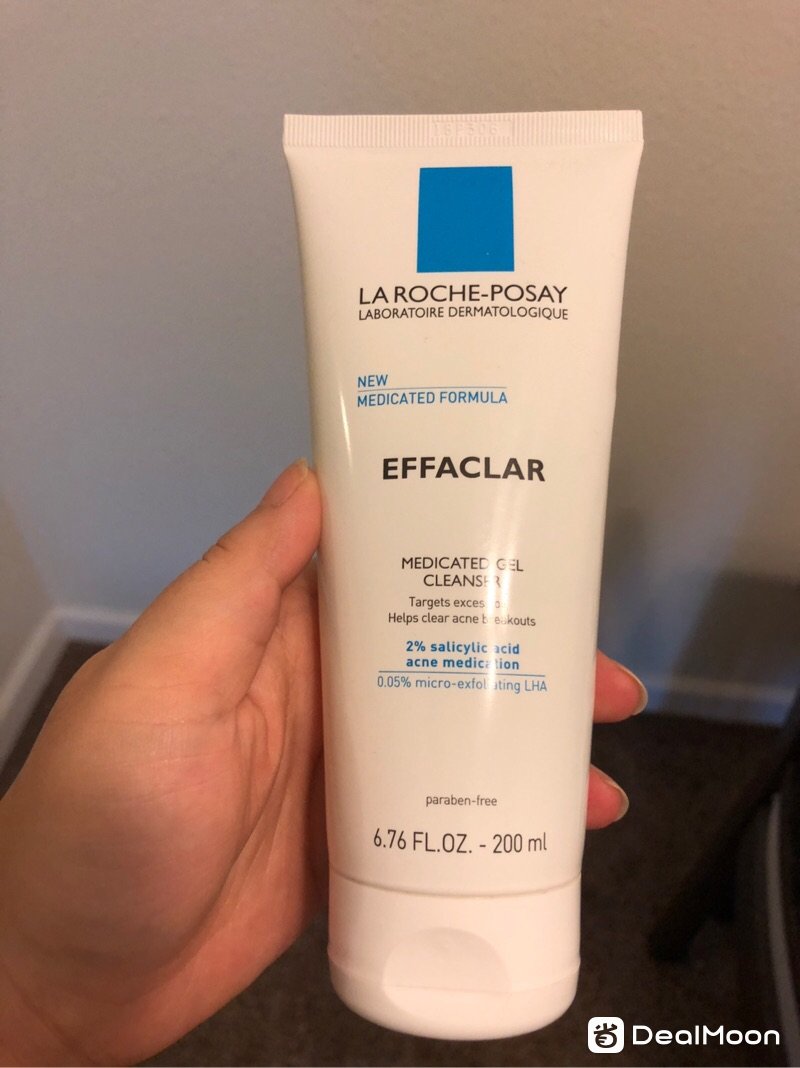 LA ROCHE-POSAY
LABORATOIRE DERMATOLOGIQUE
NEW
MEDICATED FORMULA
EFFACLAR
MEDICATED GEL
CLEANSER
Targets excess
Helps clear acne breakouts
2% salicylic acid
acne medication
0.05% micro-exfoliating LHA
paraben-free
6.76 FL.OZ. - 200 ml
DealMoon